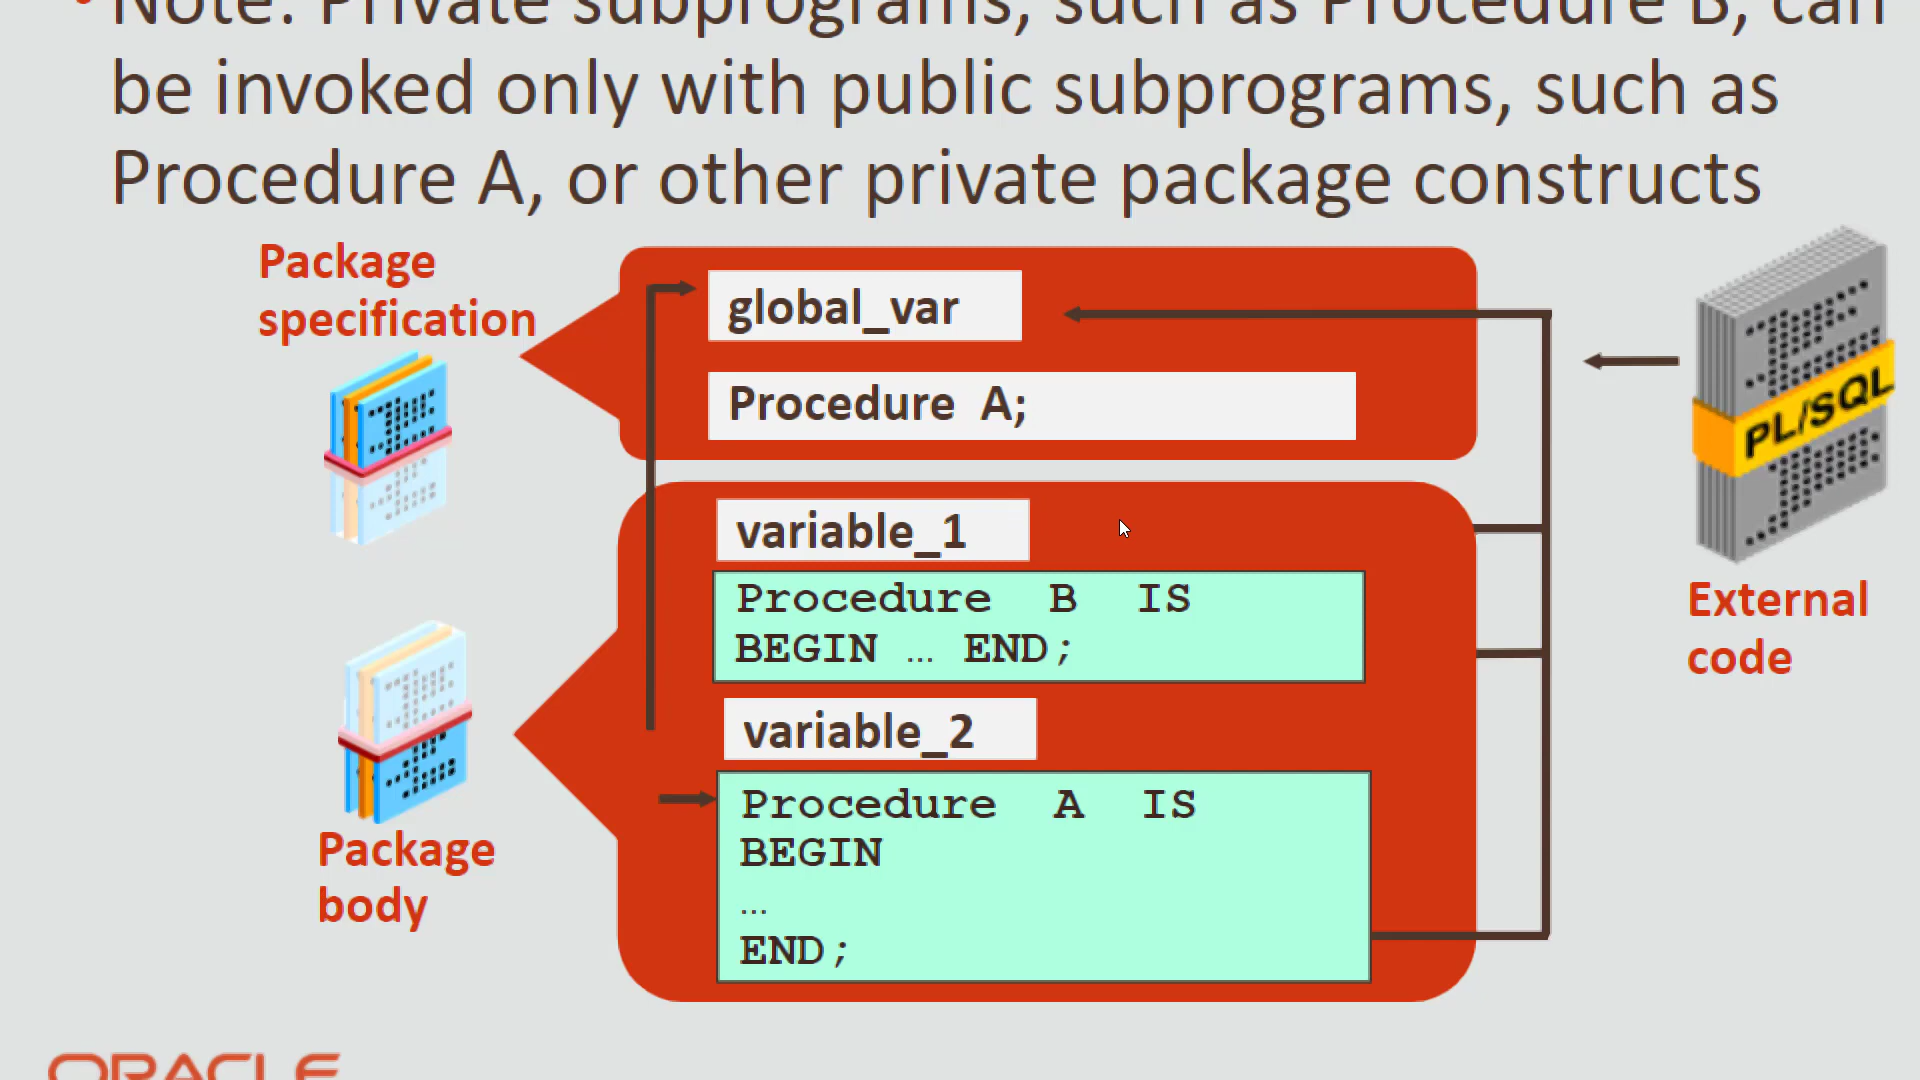 • Note: Private subprograms, such as Procedure B, can
be invoked only with public subprograms, such as
Procedure A, or other private package constructs
Package
specification
global_var
Procedure A;
PL/SQL
External
code
variable_1
Procedure B IS
BEGIN … END;
variable_2
Procedure A IS
BEGIN
…
END;
Package
body
ORACLE